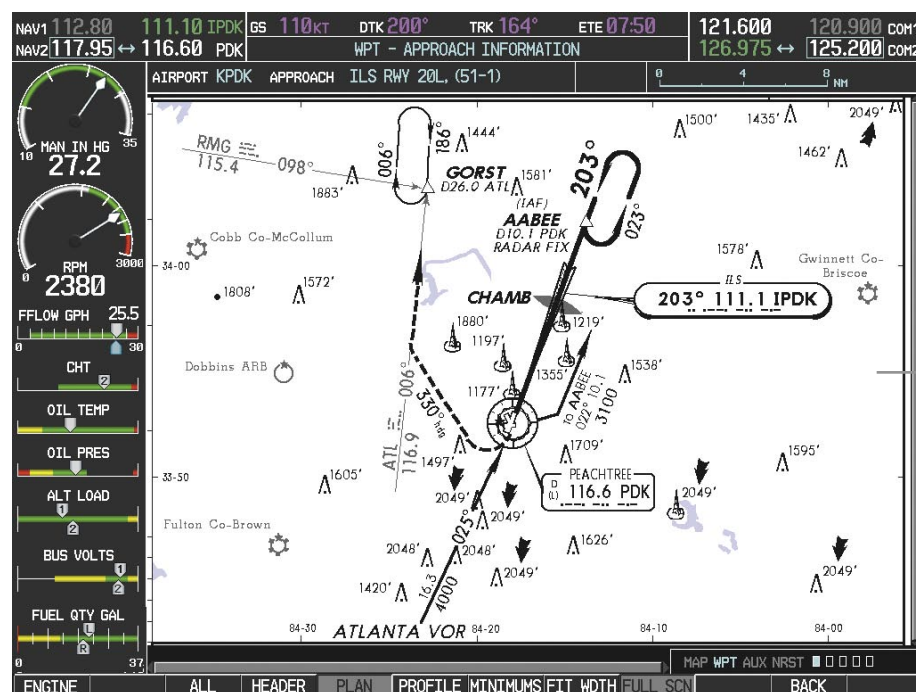 NAV1 112.80 111.10 IPDK GS 110KT DTK 200° TRK 164° ETE 07:50 121.600 120.900 COM1
NAV2 117.95 ↔ 116.60 PDK WPT - APPROACH INFORMATION 126.975 ↔ 125.200 COM2
AIRPORT KPDK APPROACH ILS RWY 20L, (51-1) 0 4 8 NM
10 35
MAN IN HG
27.2
0 3000
RPM
2380
FFLOW GPH 25.5
0 30
CHT
2
OIL TEMP
OIL PRES
ALT LOAD
1
2
BUS VOLTS
1
2
FUEL QTY GAL
L
R
0 37
RMG
115.4
098°
006° 186°
1444'
1883'
GORST
D26.0 ATL
1581'
(IAF)
AABEE
D10.1 PDK
RADAR FIX
203°
023°
1500'
1435'
2049'
1462'
Cobb Co-McCollum
34-00
1808'
1572'
CHAMB
1578'
Gwinnett Co-
Briscoe
ILS
203° 111.1 IPDK
1880'
1219'
1197'
1355'
1177'
1538'
Dobbins ARB
330° hdg
ATL
116.9
006°
to AABEE
022° 10.1
3100
1497'
1709'
1595'
33-50
1605'
PEACHTREE
D
(L)
116.6 PDK
2049'
2049'
2049'
025°
Fulton Co-Brown
2048'
2048'
1626'
2049'
2049'
1420'
16.3
4000
ATLANTA VOR
84-30 84-20 84-10 84-00
MAP WPT AUX NRST
ENGINE ALL HEADER PLAN PROFILE MINIMUMS FIT WDTH FULL SCN BACK